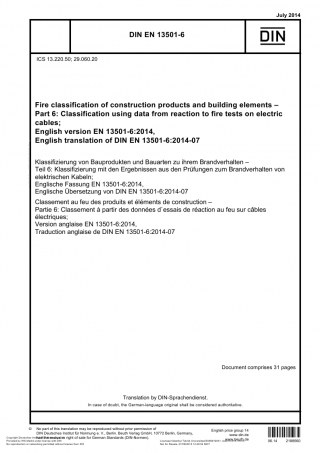 July 2014
DIN EN 13501-6
DIN
ICS 13.220.50; 29.060.20
Fire classification of construction products and building elements –
Part 6: Classification using data from reaction to fire tests on electric
cables;
English version EN 13501-6:2014,
English translation of DIN EN 13501-6:2014-07
Klassifizierung von Bauprodukten und Bauarten zu ihrem Brandverhalten –
Teil 6: Klassifizierung mit den Ergebnissen aus den Prüfungen zum Brandverhalten von
elektrischen Kabeln;
Englische Fassung EN 13501-6:2014,
Englische Übersetzung von DIN EN 13501-6:2014-07
Classement au feu des produits et éléments de construction –
Partie 6: Classement à partir des données d´essais de réaction au feu sur câbles
électriques;
Version anglaise EN 13501-6:2014,
Traduction anglaise de DIN EN 13501-6:2014-07
Document comprises 31 pages
Translation by DIN-Sprachendienst.
In case of doubt, the German-language original shall be considered authoritative.
No part of this translation may be reproduced without prior permission of
DIN Deutsches Institut für Normung e. V., Berlin. Beuth Verlag GmbH, 10772 Berlin, Germany,
has the exclusive right of sale for German Standards (DIN-Normen).
English price group 14
www.din.de
www.beuth.de